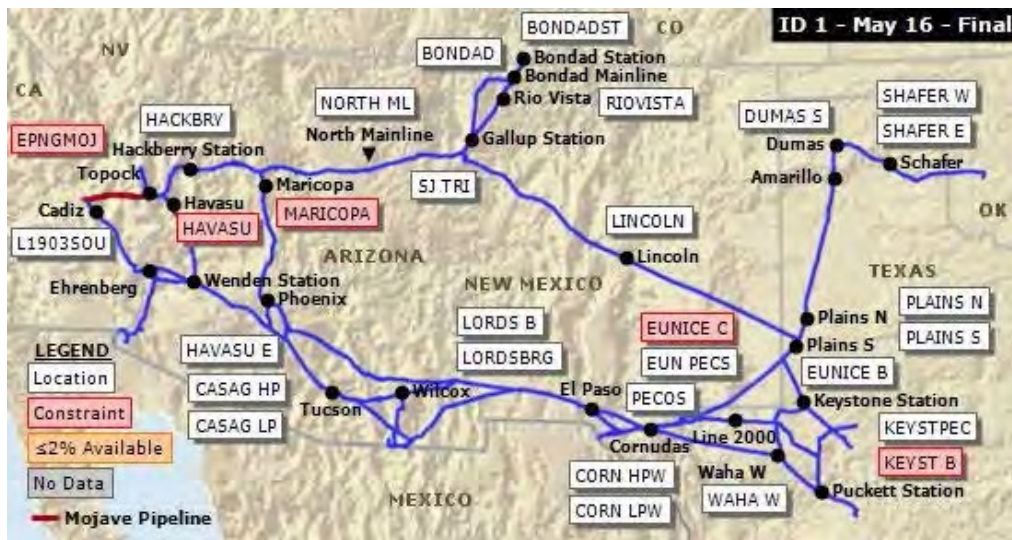 ID 1 - May 16 - Final
NV
CO
CA
OK
BONDADST
BONDAD
Bondad Station
Bondad Mainline
Rio Vista
RIOVISTA
NORTH ML
North Mainline
Gallup Station
SJ TRI
HACKBRY
Hackberry Station
EPNGMOJ
Topock
Cadiz
Havasu
HAVASU
Maricopa
MARICOPA
L1903SOU
Ehrenberg
Wenden Station
Phoenix
ARIZONA
NEW MEXICO
TEXAS
MEXICO
DUMAS S
SHAFER W
SHAFER E
Dumas
Schafer
Amarillo
LINCOLN
Lincoln
PLAINS N
PLAINS S
Plains N
Plains S
LORDS B
LORDSBRG
EUNICE C
EUN PECS
PECOS
EUNICE B
Keystone Station
KEYSTPEC
KEYST B
HAVASU E
CASAG HP
CASAG LP
Tucson
Wilcox
El Paso
Cornudas
Line 2000
Waha W
WAHA W
CORN HPW
CORN LPW
Puckett Station
LEGEND
Location
Constraint
≤2% Available
No Data
Mojave Pipeline